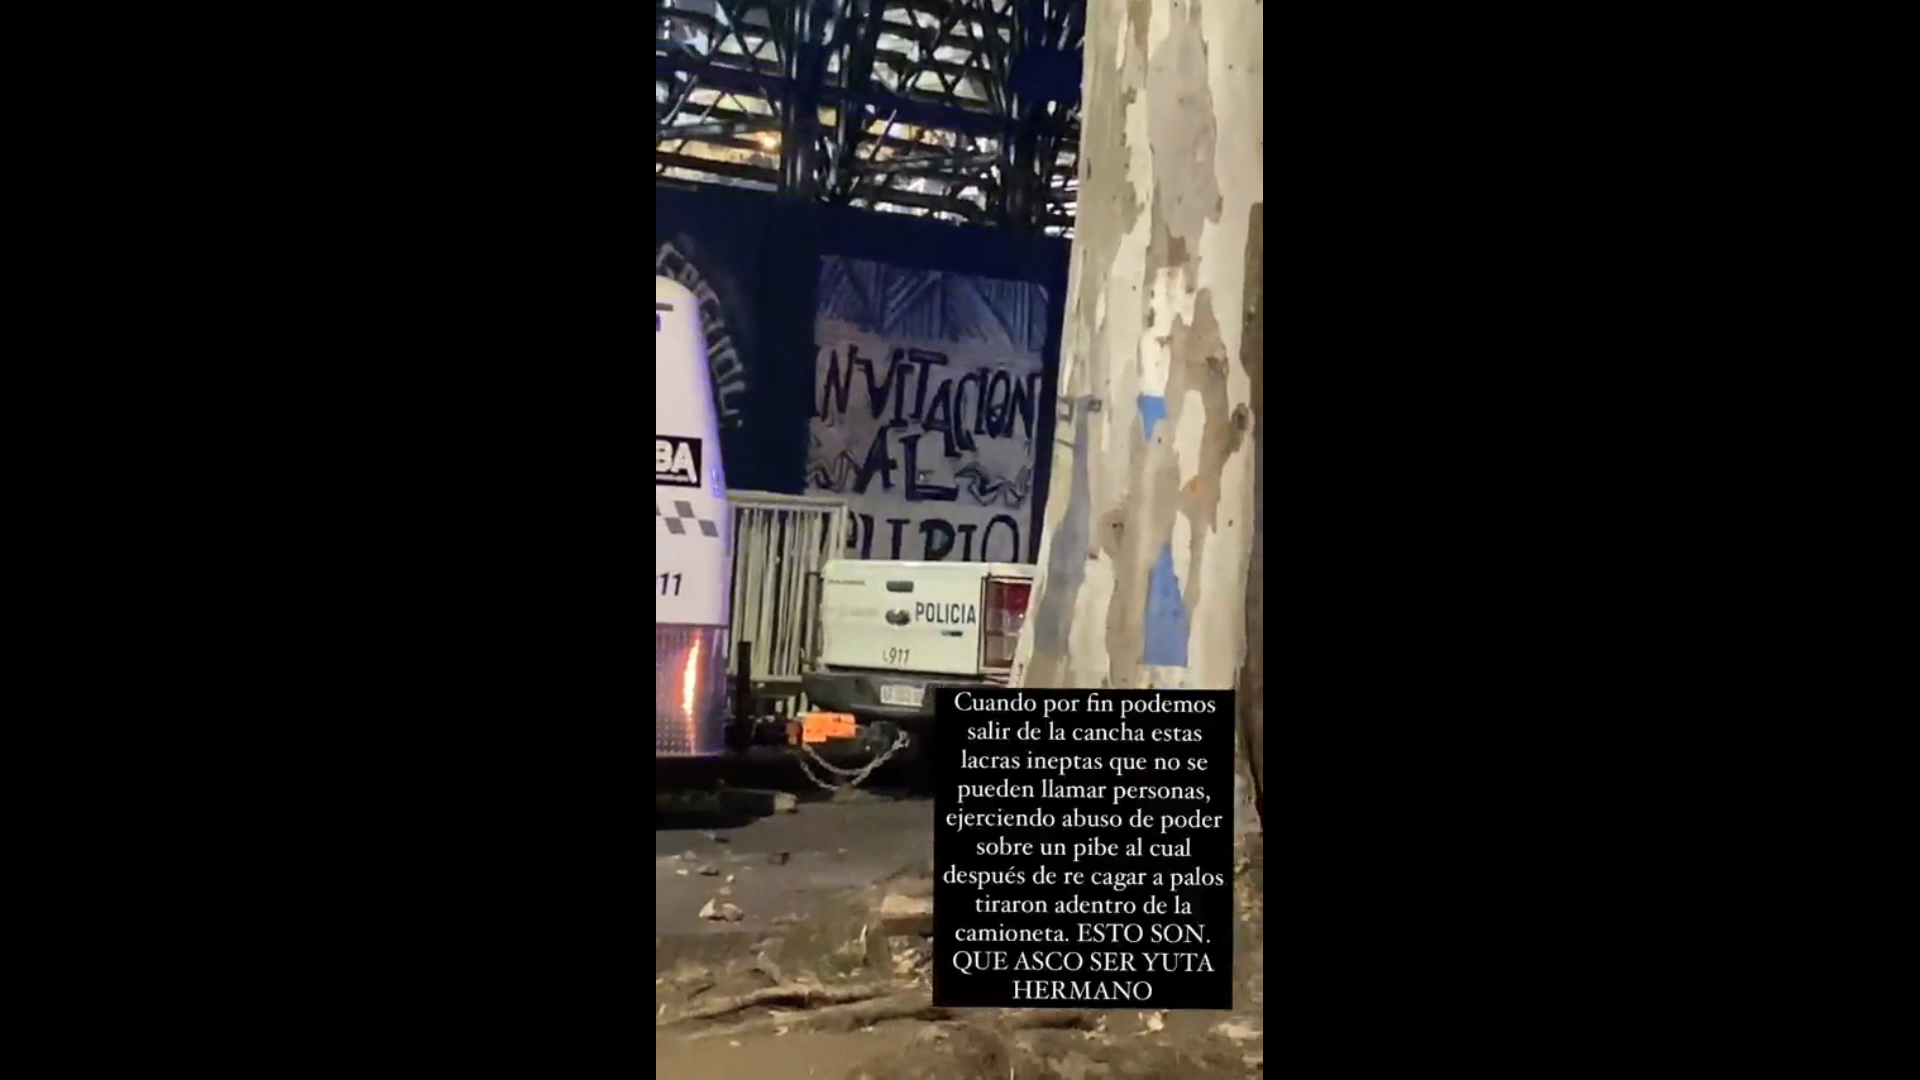 INVITACION
AL
BA
11
POLICIA
911
Cuando por fin podemos
salir de la cancha estas
lacras ineptas que no se
pueden llamar personas,
ejerciendo abuso de poder
sobre un pibe al cual
después de re cagar a palos
tiraron adentro de la
camioneta. ESTO SON.
QUE ASCO SER YUTA
HERMANO